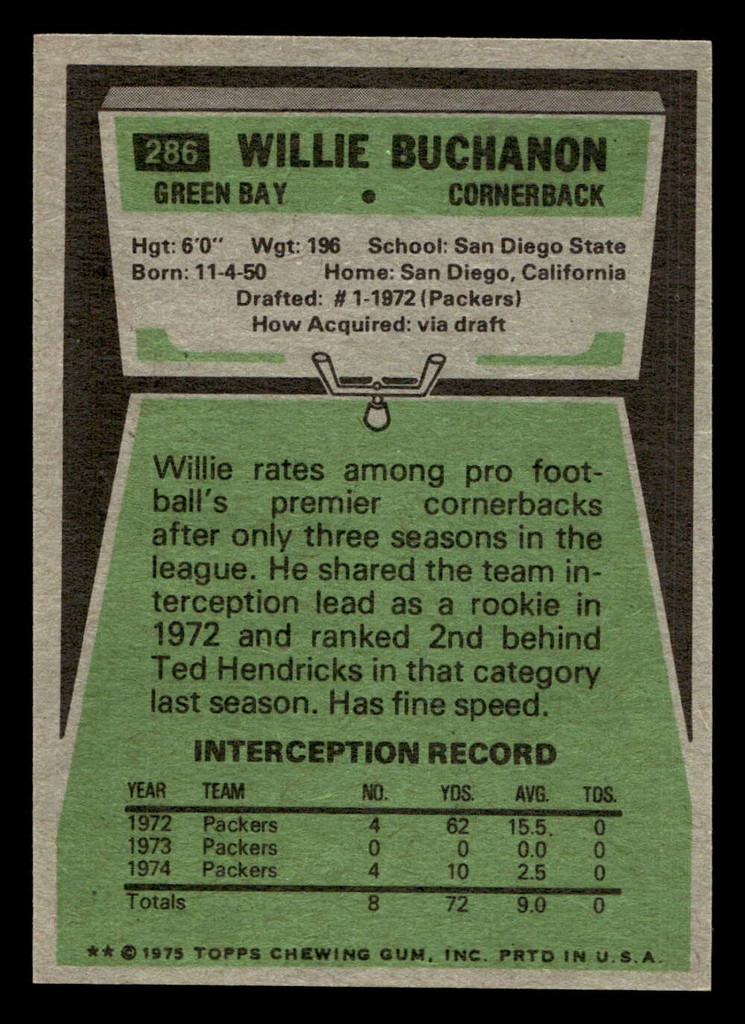 286 WILLIE BUCHANON
GREEN BAY • CORNERBACK
Hgt: 6'0" Wgt: 196 School: San Diego State
Born: 11-4-50 Home: San Diego, California
Drafted: #1-1972 (Packers)
How Acquired: via draft
Willie rates among pro foot-
ball's premier cornerbacks
after only three seasons in the
league. He shared the team in-
terception lead as a rookie in
1972 and ranked 2nd behind
Ted Hendricks in that category
last season. Has fine speed.
INTERCEPTION RECORD
YEAR TEAM NO. YDS. AVG. TDS.
1972 Packers 4 62 15.5. 0
1973 Packers 0 0 0.0 0
1974 Packers 4 10 2.5 0
Totals 8 72 9.0 0
** © 1975 TOPPS CHEWING GUM, INC. PRTD IN U.S.A.